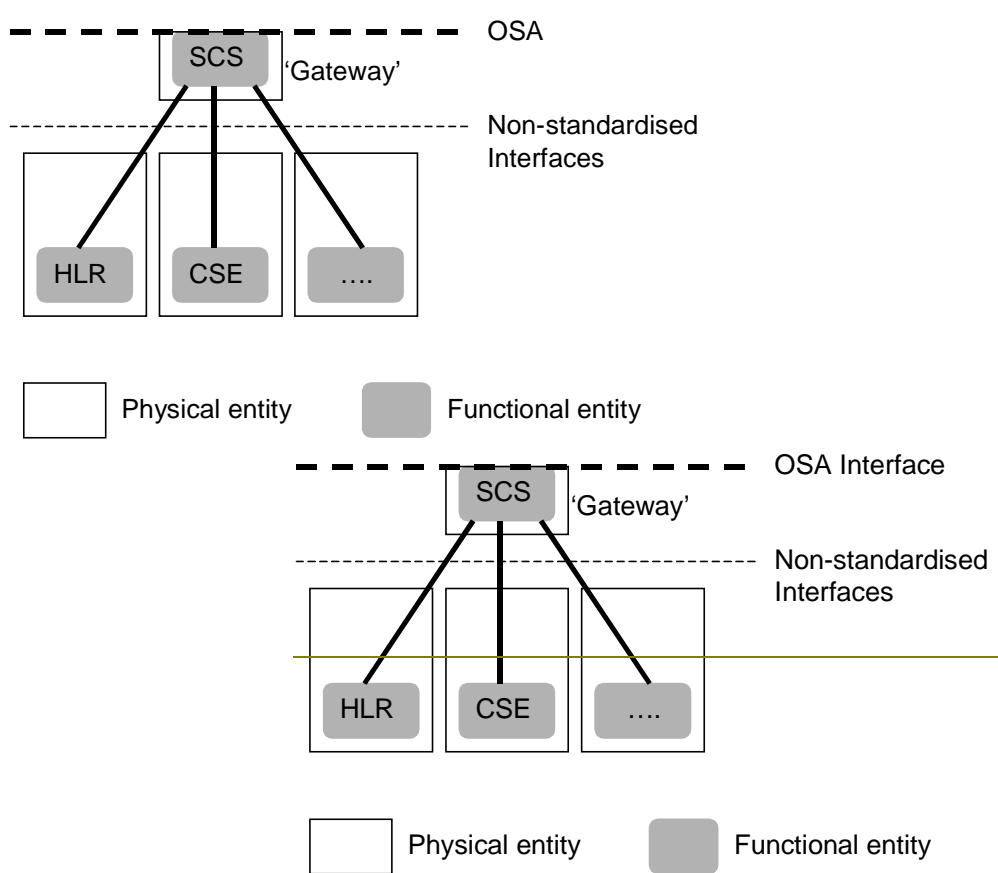 OSA
SCS
‘Gateway’
Non-standardised
Interfaces
HLR
CSE
….
Physical entity
Functional entity
OSA Interface
SCS
‘Gateway’
Non-standardised
Interfaces
HLR
CSE
….
Physical entity
Functional entity